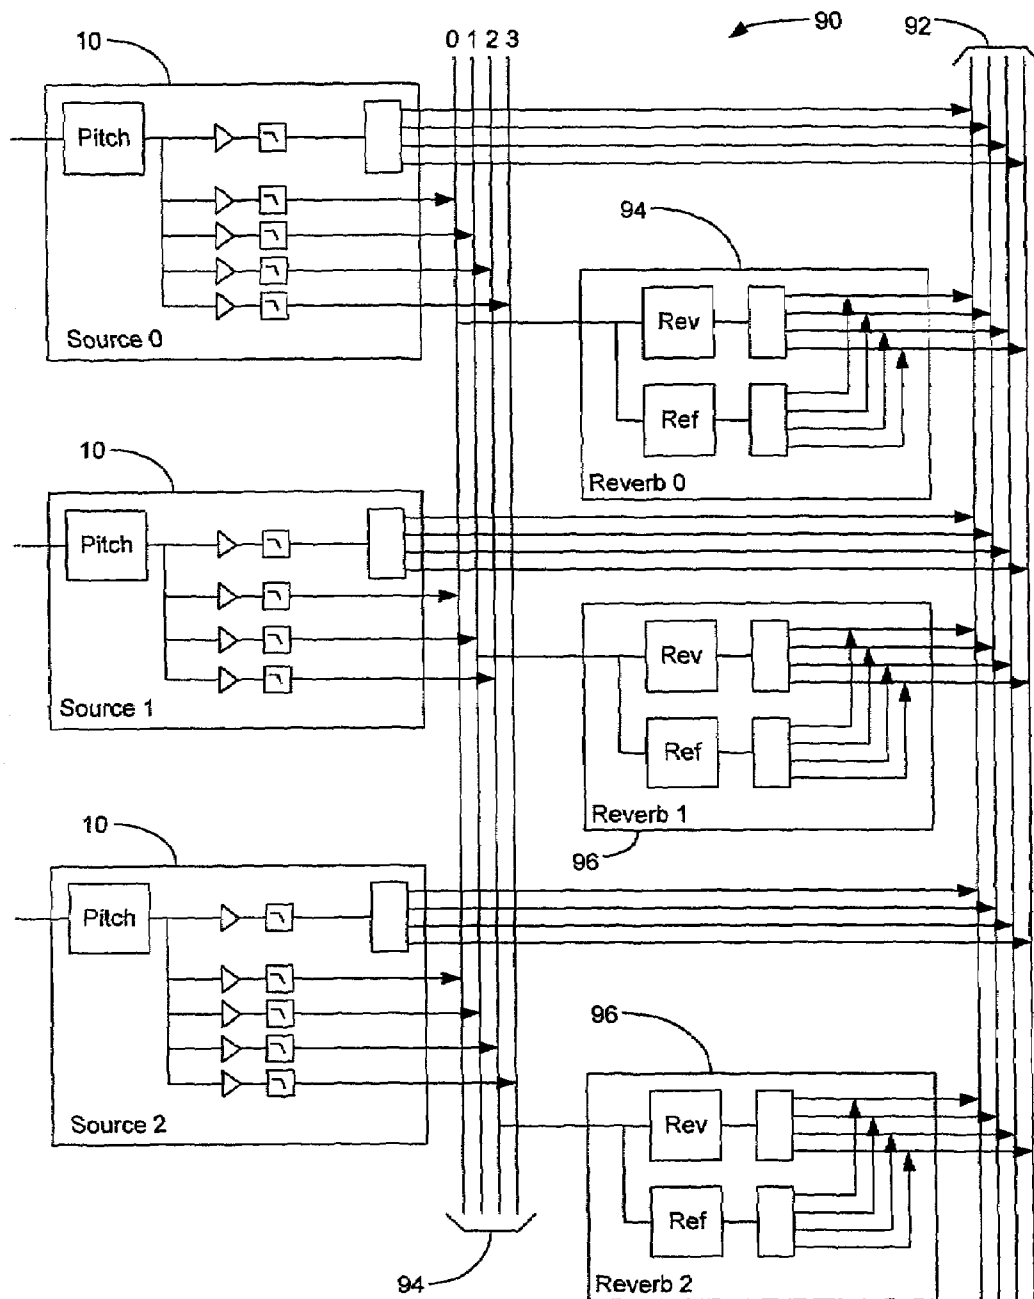 90
92
10
0 1 2 3
Pitch
Source 0
94
Rev
Ref
Reverb 0
10
Pitch
Source 1
Rev
Ref
Reverb 1
96
10
Pitch
Source 2
96
Rev
Ref
Reverb 2
94